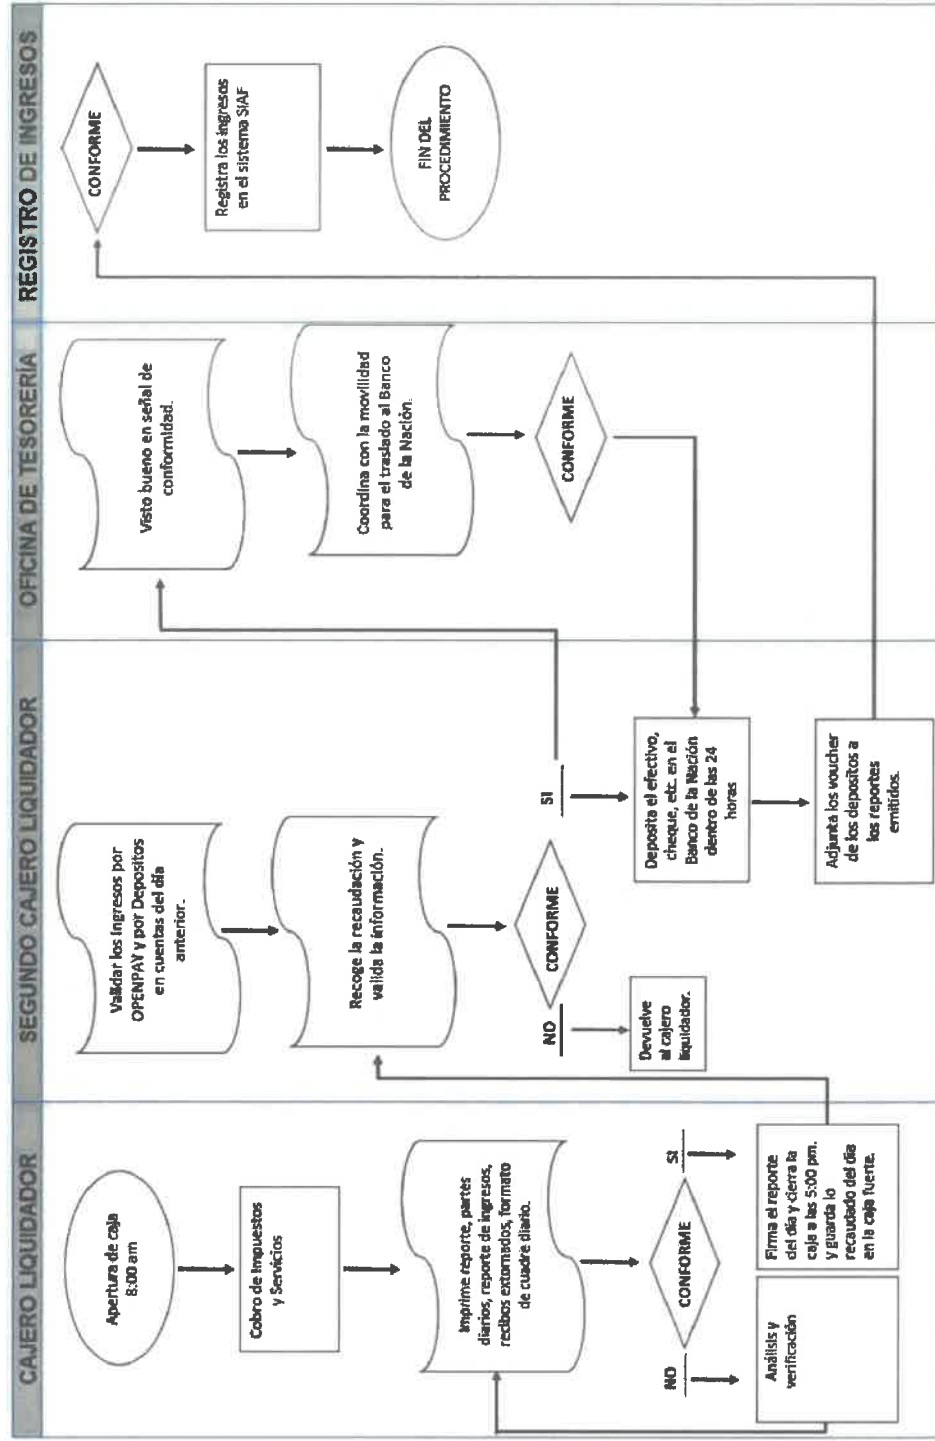 CAJERO LIQUIDADOR
Apertura de caja
8:00 am
Cobro de Impuestos
y Servicios
Imprime reporte, partes
diarios, reporte de ingresos,
recibos extornados, formato
de cuadre diario.
CONFORME
NO
SI
Análisis y
verificación
Firma el reporte
del día y cierra la
caja a las 5:00 pm.
y guarda lo
recaudado del día
en la caja fuerte.
SEGUNDO CAJERO LIQUIDADOR
Validar los ingresos por
OPENPAY y por Depositos
en cuentas del día
anterior.
Recoge la recaudación y
valida la información.
CONFORME
NO
SI
Devuelve
al cajero
liquidador.
Deposita el efectivo,
cheque, etc. en el
Banco de la Nación
dentro de las 24
horas
Adjunta los voucher
de los depositos a
los reportes
emitidos.
OFICINA DE TESORERÍA
Visto bueno en señal de
conformidad.
Coordina con la movilidad
para el traslado al Banco
de la Nación.
CONFORME
REGISTRO DE INGRESOS
CONFORME
Registra los ingresos
en el sistema SIAF
FIN DEL
PROCEDIMIENTO